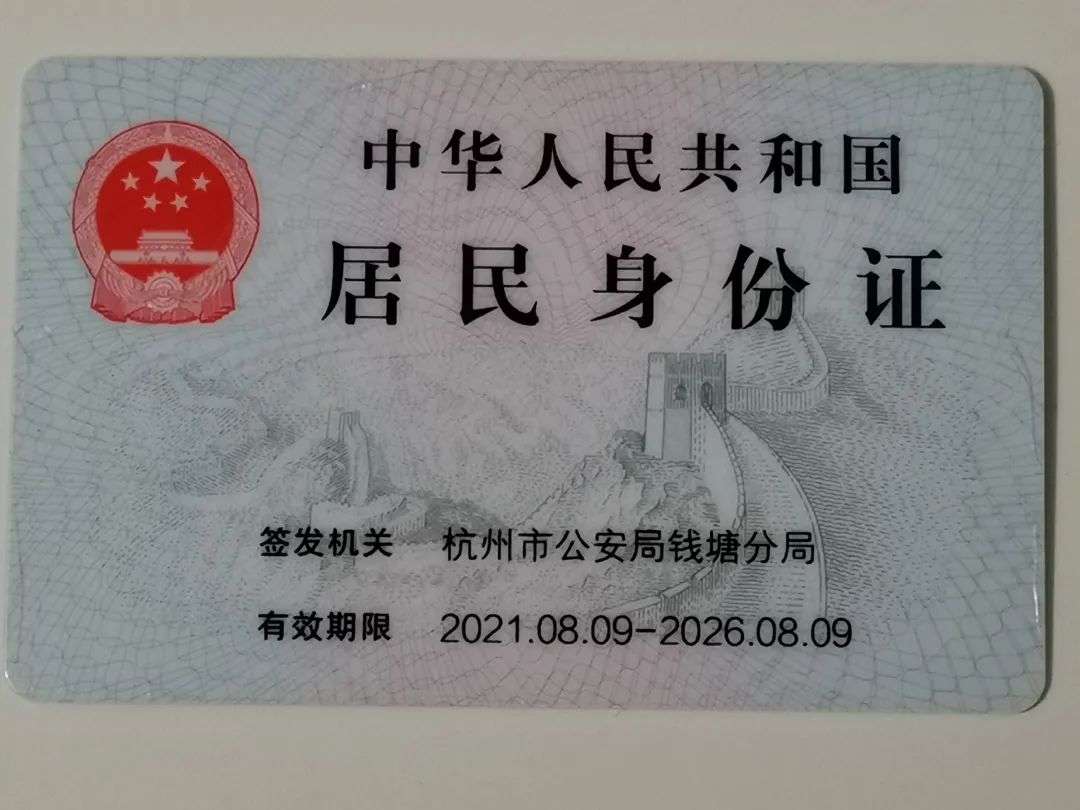 中华人民共和国
居民身份证
签发机关 杭州市公安局钱塘分局
有效期限 2021.08.09-2026.08.09